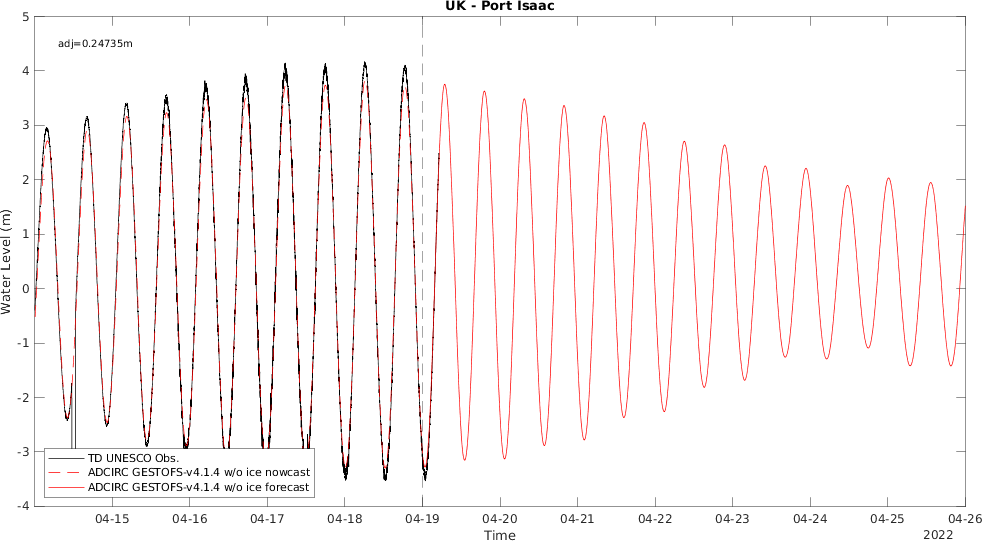 UK - Port Isaac
adj=0.24735m
Water Level (m)
5
4
3
2
1
0
-1
-2
-3
-4
TD UNESCO Obs.
ADCIRC GESTOFS-v4.1.4 w/o ice nowcast
ADCIRC GESTOFS-v4.1.4 w/o ice forecast
04-15 04-16 04-17 04-18 04-19 04-20 04-21 04-22 04-23 04-24 04-25 04-26
Time
2022